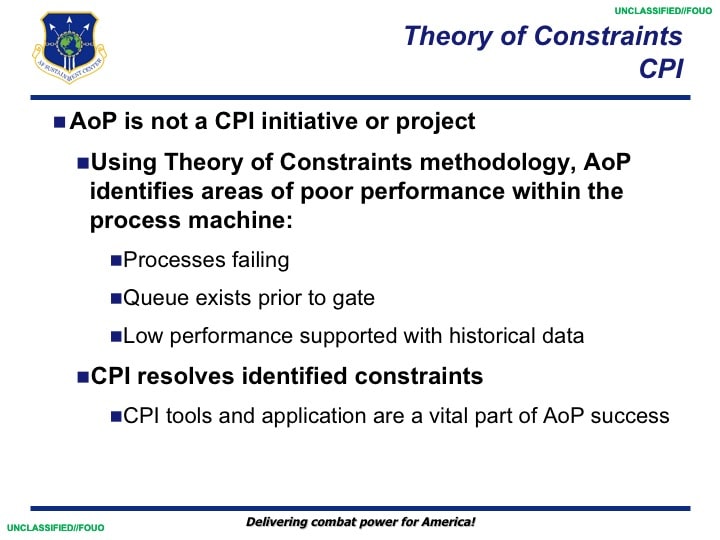 UNCLASSIFIED//FOUO
Theory of Constraints
CPI
AF SUSTAINMENT CENTER
AoP is not a CPI initiative or project
Using Theory of Constraints methodology, AoP
identifies areas of poor performance within the
process machine:
Processes failing
Queue exists prior to gate
Low performance supported with historical data
CPI resolves identified constraints
CPI tools and application are a vital part of AoP success
Delivering combat power for America!
UNCLASSIFIED//FOUO